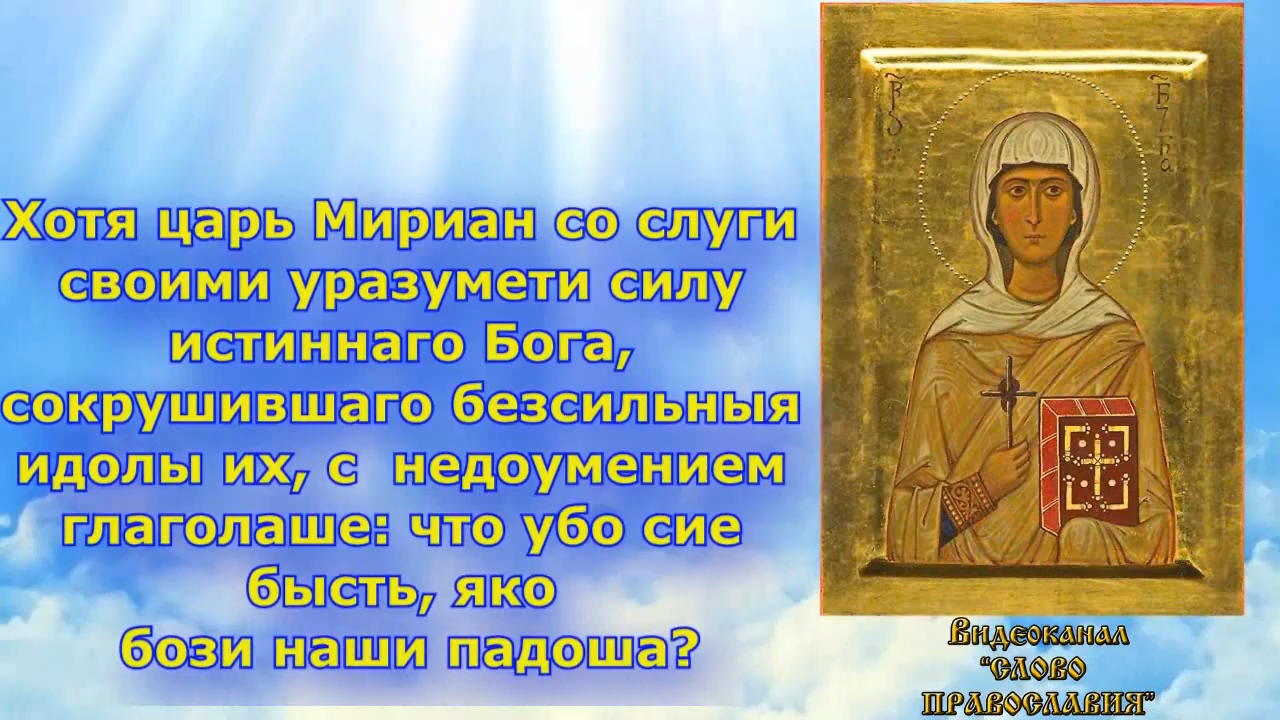 Хотя царь Мириан со слуги
своими уразумети силу
истиннаго Бога,
сокрушившаго безсильныя
идолы их, с  недоумением
глаголаше: что убо сие
бысть, яко
бози наши падоша?
Видеоканал
"СЛОВО
ПРАВОСЛАВИЯ"